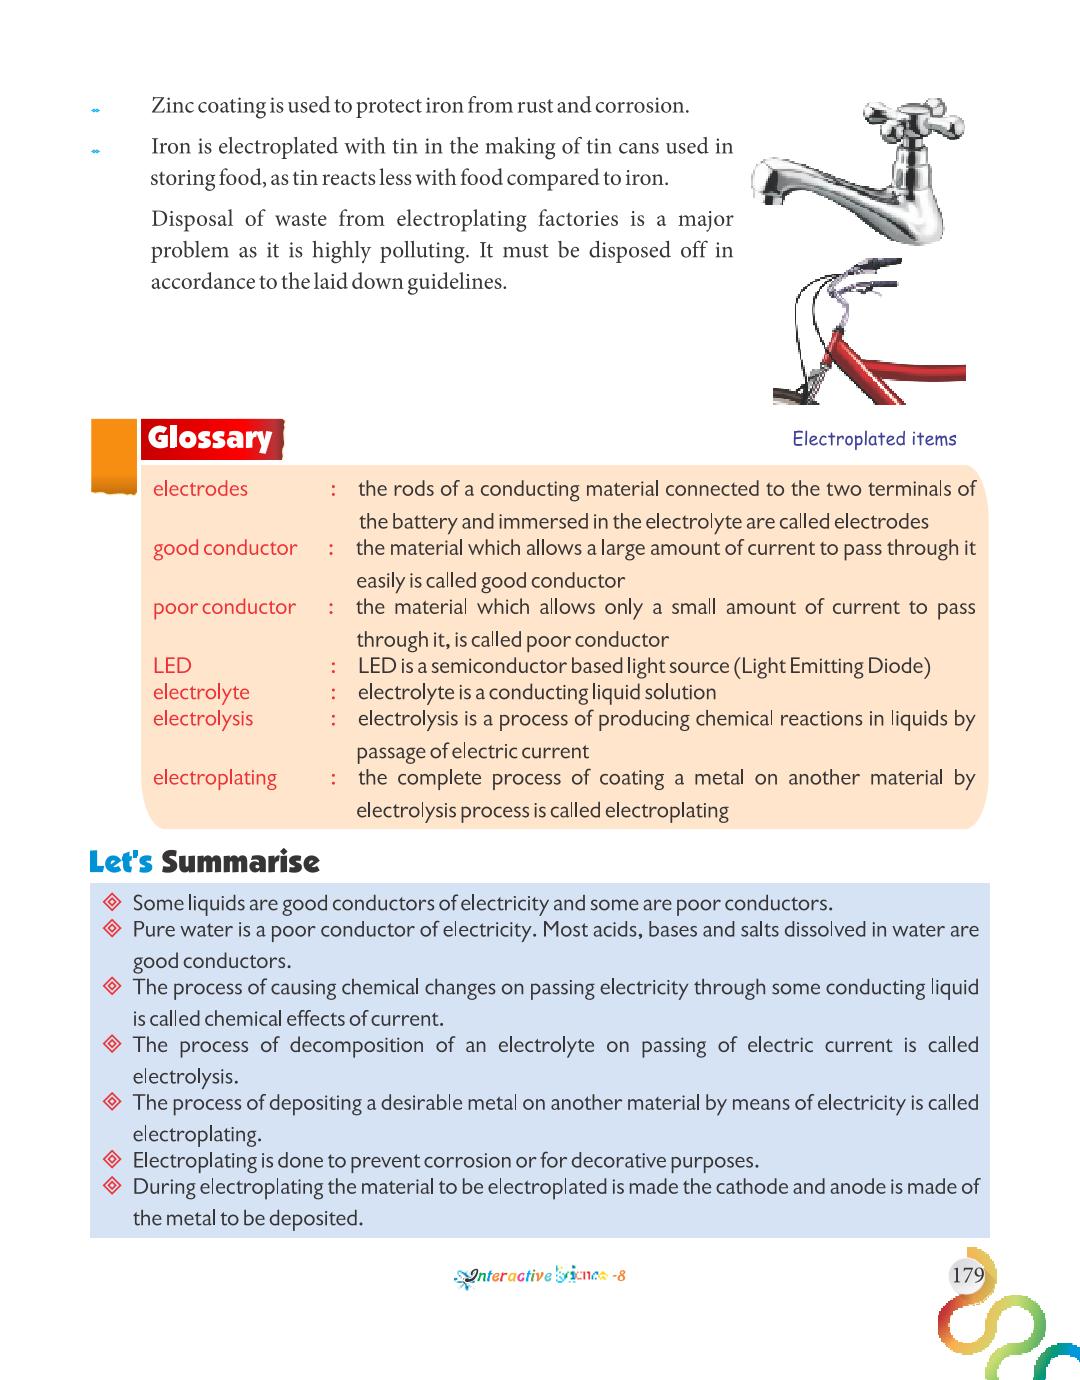 Zinc coating is used to protect iron from rust and corrosion.
Iron is electroplated with tin in the making of tin cans used in
storing food, as tin reacts less with food compared to iron.
Disposal of waste from electroplating factories is a major
problem as it is highly polluting. It must be disposed off in
accordance to the laid down guidelines.
Electroplated items
Glossary
electrodes : the rods of a conducting material connected to the two terminals of
the battery and immersed in the electrolyte are called electrodes
good conductor : the material which allows a large amount of current to pass through it
easily is called good conductor
poor conductor : the material which allows only a small amount of current to pass
through it, is called poor conductor
LED : LED is a semiconductor based light source (Light Emitting Diode)
electrolyte : electrolyte is a conducting liquid solution
electrolysis : electrolysis is a process of producing chemical reactions in liquids by
passage of electric current
electroplating : the complete process of coating a metal on another material by
electrolysis process is called electroplating
Let's Summarise
Some liquids are good conductors of electricity and some are poor conductors.
Pure water is a poor conductor of electricity. Most acids, bases and salts dissolved in water are
good conductors.
The process of causing chemical changes on passing electricity through some conducting liquid
is called chemical effects of current.
The process of decomposition of an electrolyte on passing of electric current is called
electrolysis.
The process of depositing a desirable metal on another material by means of electricity is called
electroplating.
Electroplating is done to prevent corrosion or for decorative purposes.
During electroplating the material to be electroplated is made the cathode and anode is made of
the metal to be deposited.
Interactive Science -8
179